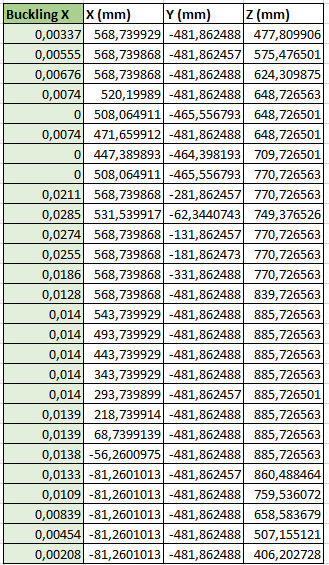 Buckling X X (mm) Y (mm) Z (mm)
0,00337 568,739929 -481,862488 477,809906
0,00555 568,739868 -481,862457 575,476501
0,00676 568,739868 -481,862488 624,309875
0,0074 520,19989 -481,862488 648,726563
0 508,064911 -465,556793 648,726501
0,0074 471,659912 -481,862488 648,726501
0 447,389893 -464,398193 709,726501
0 508,064911 -465,556793 770,726563
0,0211 568,739868 -281,862457 770,726563
0,0285 531,539917 -62,3440743 749,376526
0,0274 568,739868 -131,862457 770,726563
0,0255 568,739868 -181,862473 770,726563
0,0186 568,739868 -331,862488 770,726563
0,0128 568,739868 -481,862488 839,726563
0,014 543,739929 -481,862488 885,726563
0,014 493,739929 -481,862488 885,726563
0,014 443,739929 -481,862488 885,726563
0,014 343,739929 -481,862488 885,726563
0,014 293,739899 -481,862457 885,726501
0,0139 218,739914 -481,862488 885,726563
0,0139 68,7399139 -481,862488 885,726563
0,0138 -56,2600975 -481,862488 885,726563
0,0133 -81,2601013 -481,862457 860,488464
0,0109 -81,2601013 -481,862488 759,536072
0,00839 -81,2601013 -481,862488 658,583679
0,00454 -81,2601013 -481,862488 507,155121
0,00208 -81,2601013 -481,862488 406,202728